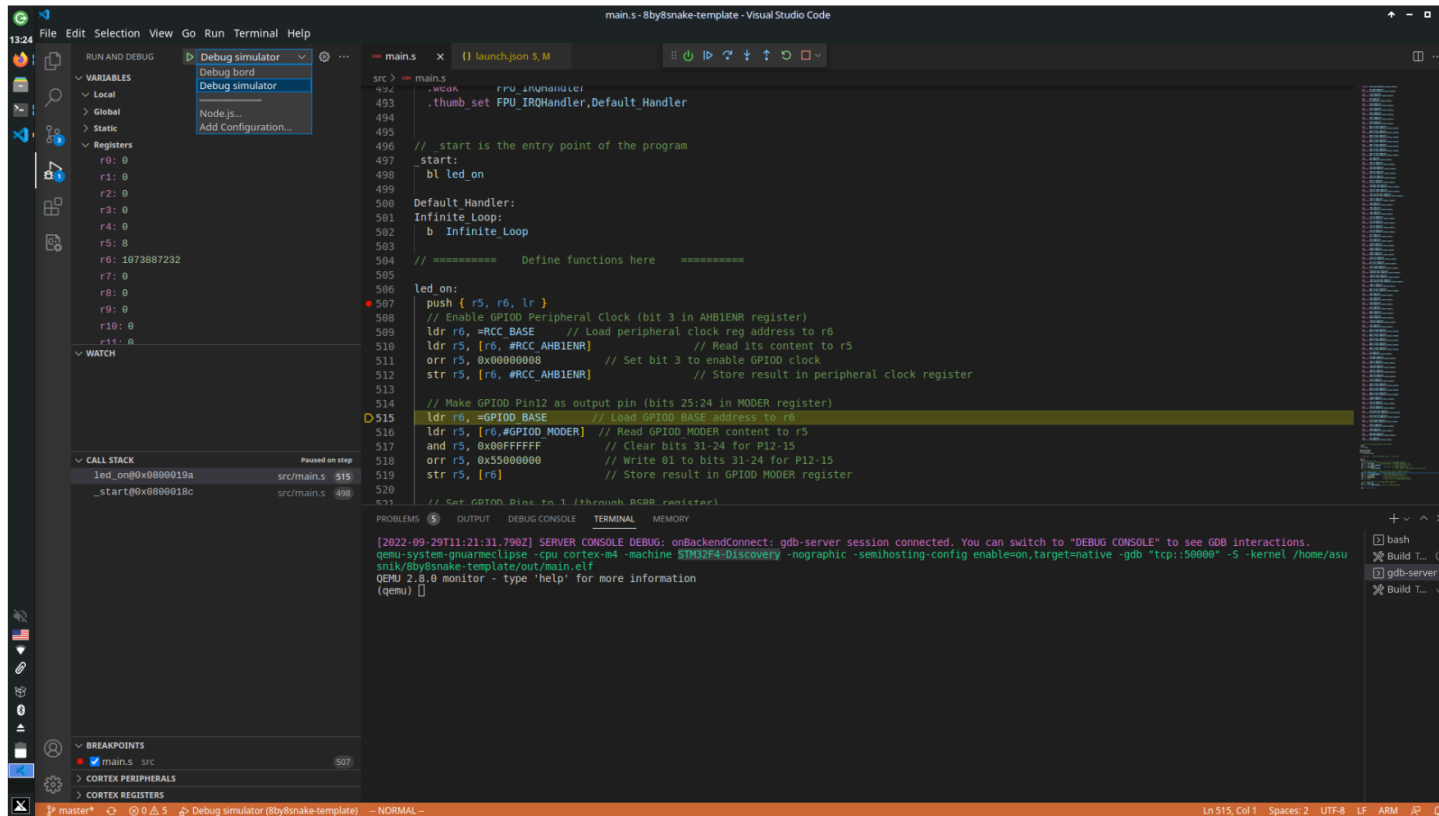 main.s - 8by8snake-template - Visual Studio Code
13:24
File Edit Selection View Go Run Terminal Help
RUN AND DEBUG
Debug simulator
Debug bord
Debug simulator
Node.js...
Add Configuration...
VARIABLES
Local
Global
Static
Registers
r0: 0
r1: 0
r2: 0
r3: 0
r4: 0
r5: 8
r6: 1073887232
r7: 0
r8: 0
r9: 0
r10: 0
r11: 0
WATCH
CALL STACK Paused on step
led_on@0x0800019a src/main.s 515
_start@0x0800018c src/main.s 498
BREAKPOINTS
main.s src 507
CORTEX PERIPHERALS
CORTEX REGISTERS
main.s
{} launch.json 5, M
src > main.s
492 .weak FPU_IRQHandler
493 .thumb_set FPU_IRQHandler,Default_Handler
494
495
496 // _start is the entry point of the program
497 _start:
498 bl led_on
499
500 Default_Handler:
501 Infinite_Loop:
502 b Infinite_Loop
503
504 // ========== Define functions here ==========
505
506 led_on:
507 push { r5, r6, lr }
508 // Enable GPIOD Peripheral Clock (bit 3 in AHB1ENR register)
509 ldr r6, =RCC_BASE // Load peripheral clock reg address to r6
510 ldr r5, [r6, #RCC_AHB1ENR] // Read its content to r5
511 orr r5, 0x00000008 // Set bit 3 to enable GPIOD clock
512 str r5, [r6, #RCC_AHB1ENR] // Store result in peripheral clock register
513
514 // Make GPIOD Pin12 as output pin (bits 25:24 in MODER register)
515 ldr r6, =GPIOD_BASE // Load GPIOD BASE address to r6
516 ldr r5, [r6,#GPIOD_MODER] // Read GPIOD_MODER content to r5
517 and r5, 0x00FFFFFF // Clear bits 31-24 for P12-15
518 orr r5, 0x55000000 // Write 01 to bits 31-24 for P12-15
519 str r5, [r6] // Store result in GPIOD MODER register
520
521 // Set GPIOD Pins to 1 (through BSRR register)
PROBLEMS 5 OUTPUT DEBUG CONSOLE TERMINAL MEMORY
[2022-09-29T11:21:31.790Z] SERVER CONSOLE DEBUG: onBackendConnect: gdb-server session connected. You can switch to "DEBUG CONSOLE" to see GDB interactions.
qemu-system-gnuarmeclipse -cpu cortex-m4 -machine STM32F4-Discovery -nographic -semihosting-config enable=on,target=native -gdb "tcp::50000" -S -kernel /home/asu
snik/8by8snake-template/out/main.elf
QEMU 2.8.0 monitor - type 'help' for more information
(qemu)
bash
Build T...
gdb-server
Build T...
master* 0 5 Debug simulator (8by8snake-template) -- NORMAL -- Ln 515, Col 1 Spaces: 2 UTF-8 LF ARM